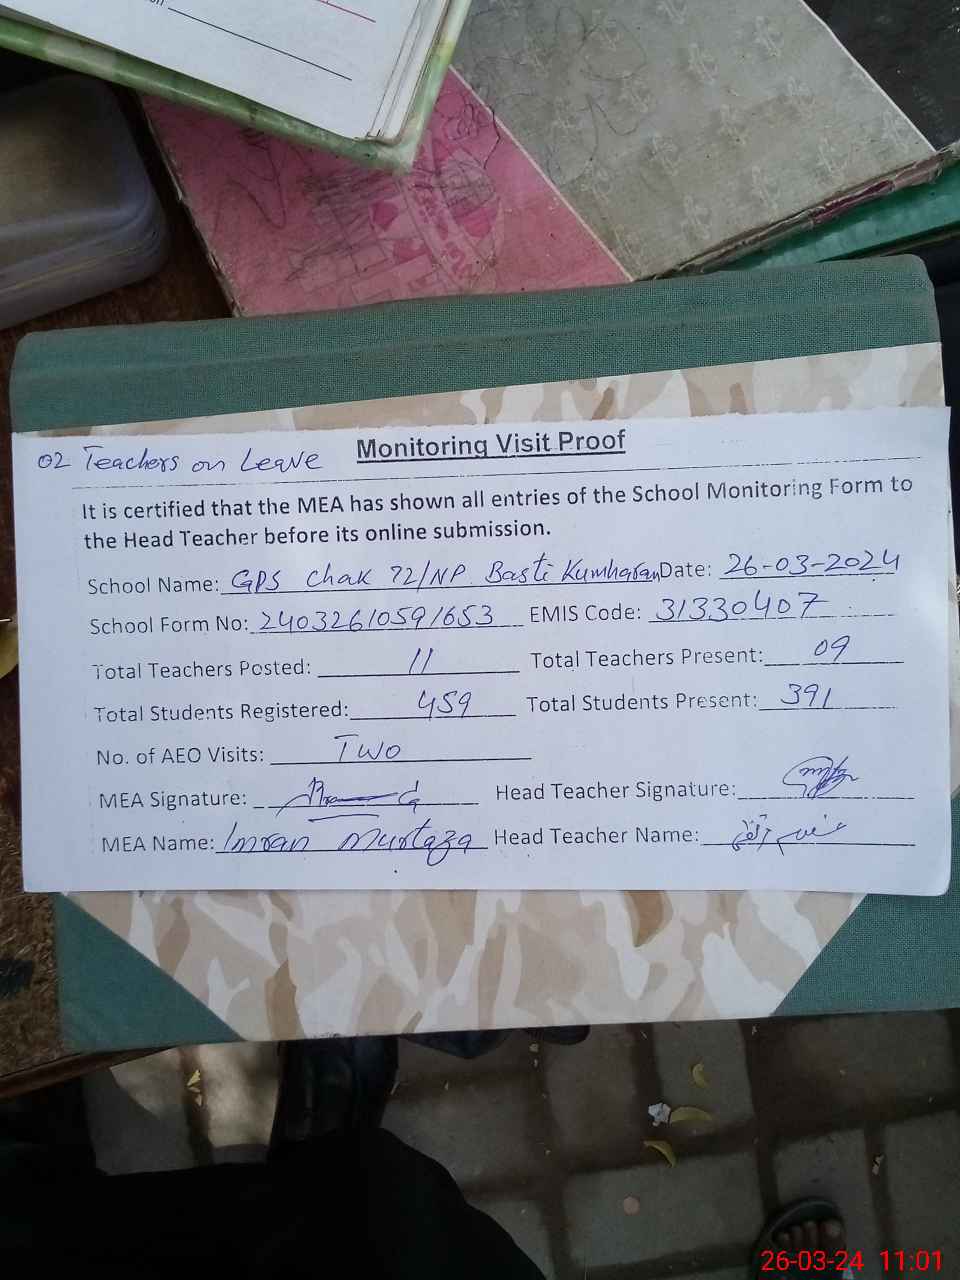 02 Teachers on Leave
Monitoring Visit Proof
It is certified that the MEA has shown all entries of the School Monitoring Form to
the Head Teacher before its online submission.
School Name: GPS Chak 72/NP Basti Kumharan Date: 26-03-2024
School Form No: 24032610591653 EMIS Code: 31330407
Total Teachers Posted: 11 Total Teachers Present: 09
Total Students Registered: 459 Total Students Present: 391
No. of AEO Visits: Two
MEA Signature: Head Teacher Signature:
MEA Name: Imran Murtaza Head Teacher Name:
26-03-24 11:01